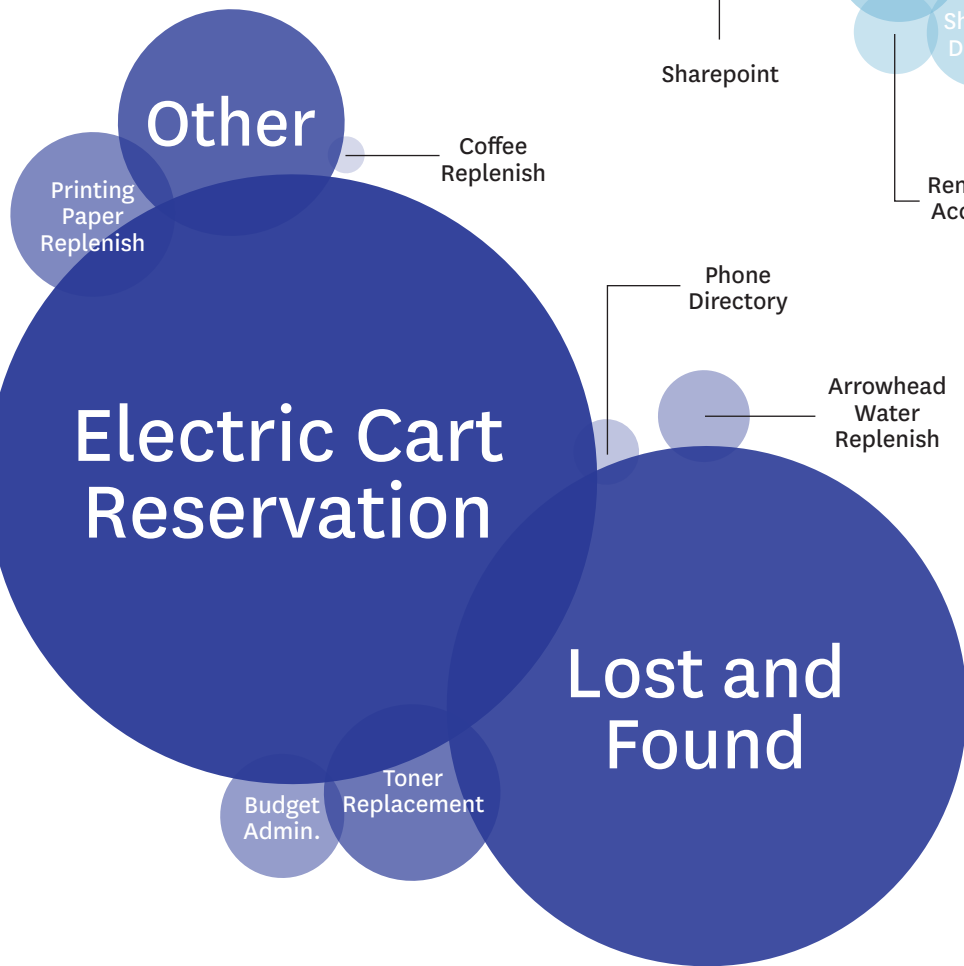 Sharepoint
Other
Coffee
Replenish
Printing
Paper
Replenish
Phone
Directory
Arrowhead
Water
Replenish
Electric Cart
Reservation
Lost and
Found
Toner
Replacement
Budget
Admin.